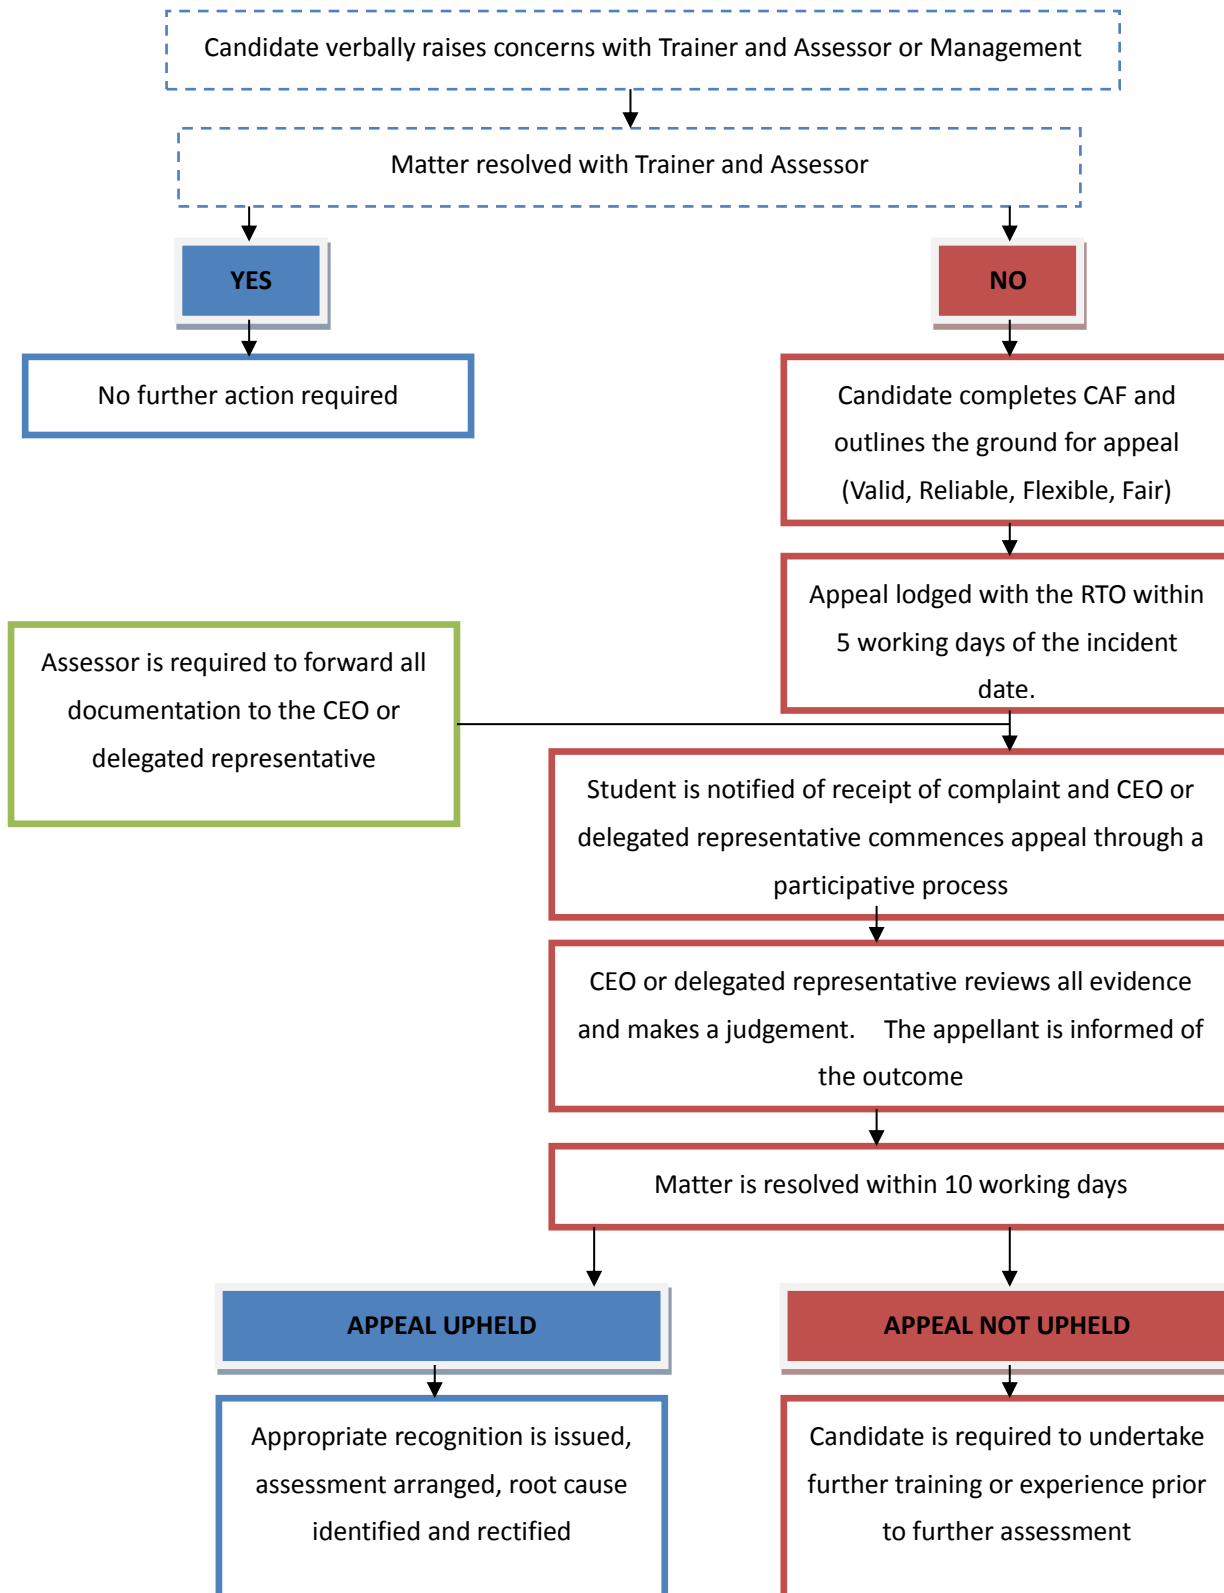 Candidate verbally raises concerns with Trainer and Assessor or Management
Matter resolved with Trainer and Assessor
YES
NO
No further action required
Candidate completes CAF and
outlines the ground for appeal
(Valid, Reliable, Flexible, Fair)
Appeal lodged with the RTO within
5 working days of the incident
date.
Assessor is required to forward all
documentation to the CEO or
delegated representative
Student is notified of receipt of complaint and CEO or
delegated representative commences appeal through a
participative process
CEO or delegated representative reviews all evidence
and makes a judgement. The appellant is informed of
the outcome
Matter is resolved within 10 working days
APPEAL UPHELD
APPEAL NOT UPHELD
Appropriate recognition is issued,
assessment arranged, root cause
identified and rectified
Candidate is required to undertake
further training or experience prior
to further assessment